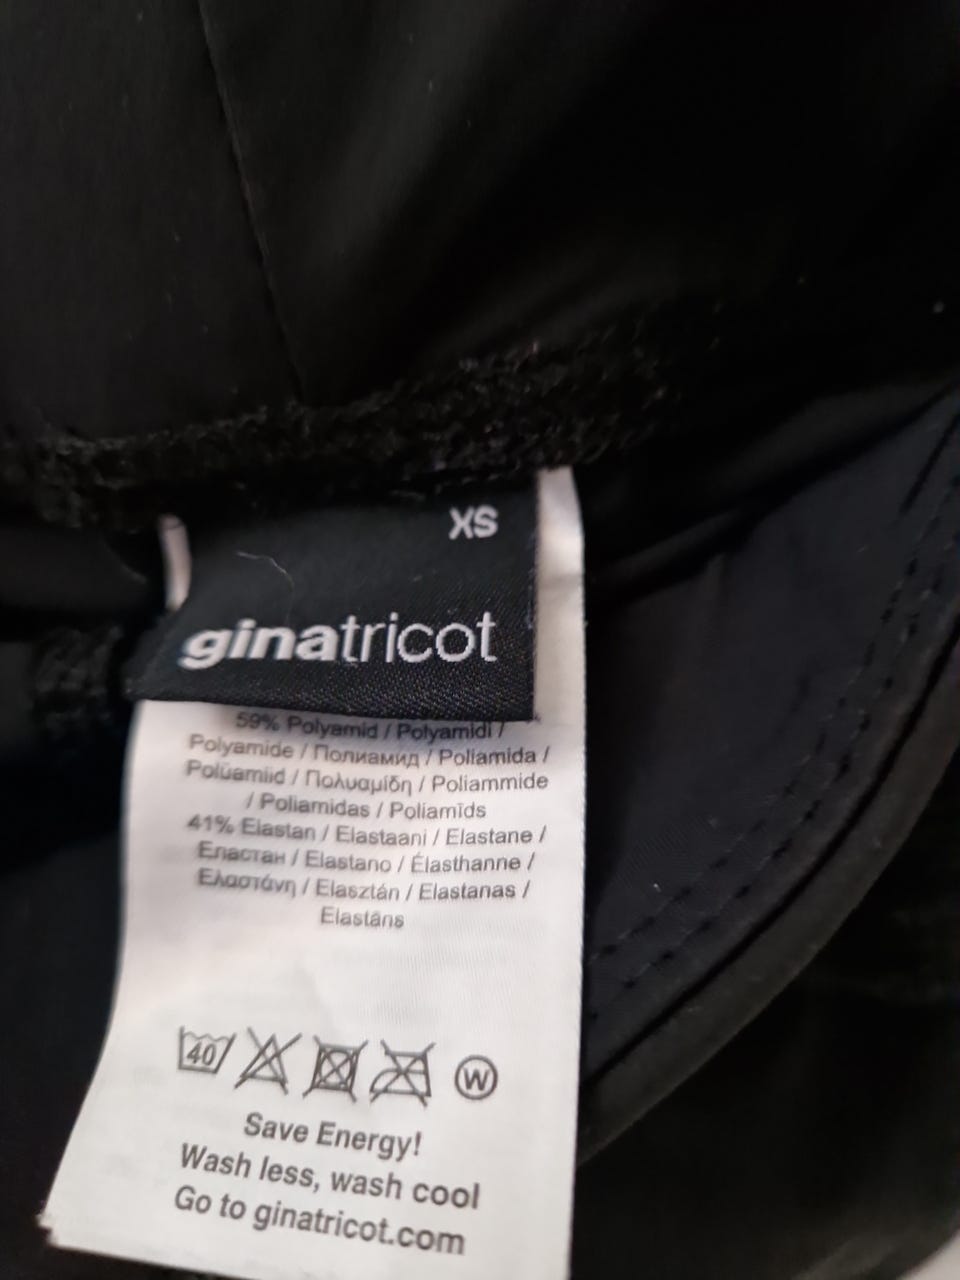 XS
ginatricot
59% Polyamid / Polyamidi /
Polyamide / Полиамид / Poliamida /
Polüamiid / Πολυαμίδη / Poliammide
/ Poliamidas / Poliamīds
41% Elastan / Elastaani / Elastane /
Еластан / Elastano / Élasthanne /
Ελαστάνη / Elasztán / Elastanas /
Elastāns
40 W
Save Energy!
Wash less, wash cool
Go to ginatricot.com